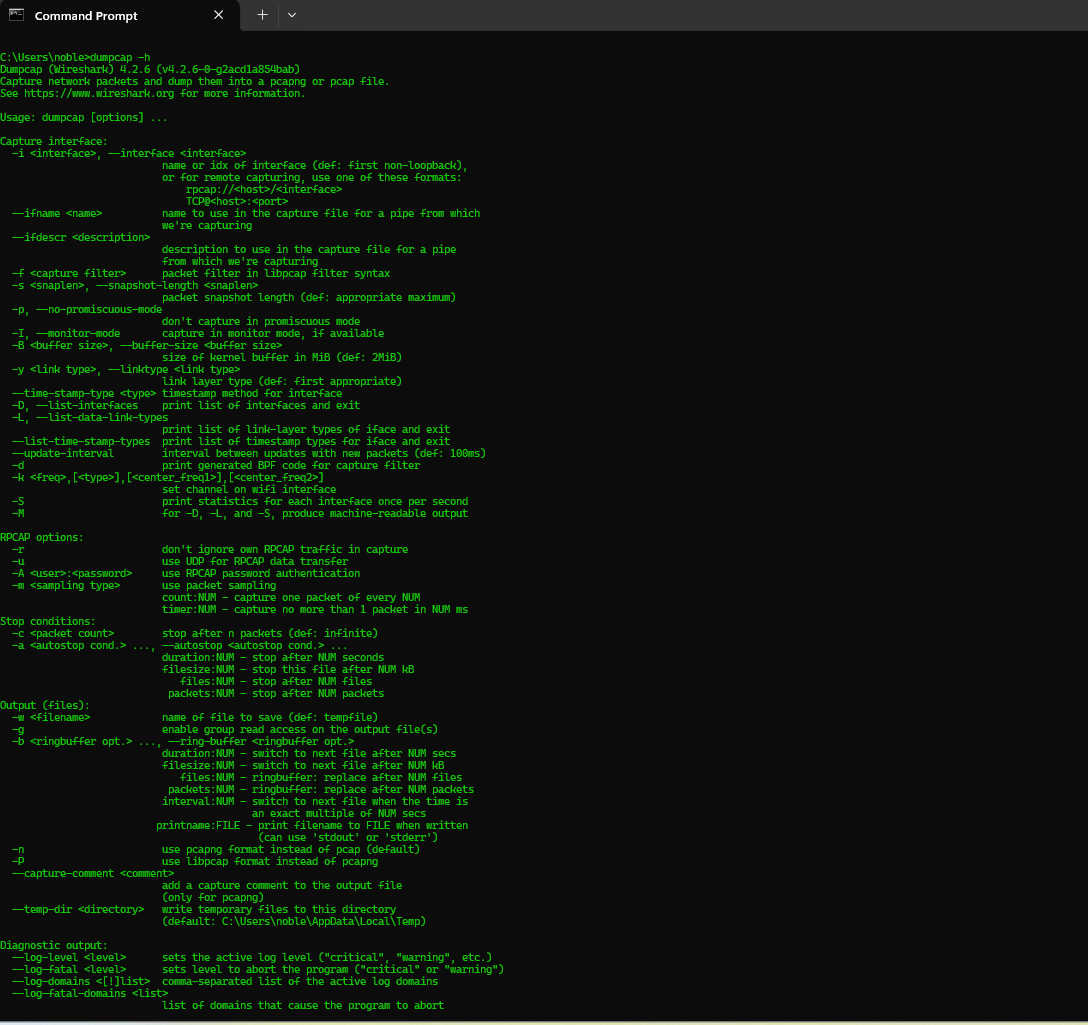 Command Prompt
C:\Users\noble>dumpcap -h
Dumpcap (Wireshark) 4.2.6 (v4.2.6-0-g2acd1a854bab)
Capture network packets and dump them into a pcapng or pcap file.
See https://www.wireshark.org for more information.

Usage: dumpcap [options] ...

Capture interface:
  -i <interface>, --interface <interface>
                           name or idx of interface (def: first non-loopback),
                           or for remote capturing, use one of these formats:
                               rpcap://<host>/<interface>
                               TCP@<host>:<port>
  --ifname <name>          name to use in the capture file for a pipe from which
                           we're capturing
  --ifdescr <description>
                           description to use in the capture file for a pipe
                           from which we're capturing
  -f <capture filter>      packet filter in libpcap filter syntax
  -s <snaplen>, --snapshot-length <snaplen>
                           packet snapshot length (def: appropriate maximum)
  -p, --no-promiscuous-mode
                           don't capture in promiscuous mode
  -I, --monitor-mode       capture in monitor mode, if available
  -B <buffer size>, --buffer-size <buffer size>
                           size of kernel buffer in MiB (def: 2MiB)
  -y <link type>, --linktype <link type>
                           link layer type (def: first appropriate)
  --time-stamp-type <type> timestamp method for interface
  -D, --list-interfaces    print list of interfaces and exit
  -L, --list-data-link-types
                           print list of link-layer types of iface and exit
  --list-time-stamp-types  print list of timestamp types for iface and exit
  --update-interval        interval between updates with new packets (def: 100ms)
  -d                       print generated BPF code for capture filter
  -k <freq>,[<type>],[<center_freq1>],[<center_freq2>]
                           set channel on wifi interface
  -S                       print statistics for each interface once per second
  -M                       for -D, -L, and -S, produce machine-readable output

RPCAP options:
  -r                       don't ignore own RPCAP traffic in capture
  -u                       use UDP for RPCAP data transfer
  -A <user>:<password>     use RPCAP password authentication
  -m <sampling type>       use packet sampling
                           count:NUM - capture one packet of every NUM
                           timer:NUM - capture no more than 1 packet in NUM ms
Stop conditions:
  -c <packet count>        stop after n packets (def: infinite)
  -a <autostop cond.> ..., --autostop <autostop cond.> ...
                           duration:NUM - stop after NUM seconds
                           filesize:NUM - stop this file after NUM kB
                              files:NUM - stop after NUM files
                            packets:NUM - stop after NUM packets
Output (files):
  -w <filename>            name of file to save (def: tempfile)
  -g                       enable group read access on the output file(s)
  -b <ringbuffer opt.> ..., --ring-buffer <ringbuffer opt.>
                           duration:NUM - switch to next file after NUM secs
                           filesize:NUM - switch to next file after NUM kB
                              files:NUM - ringbuffer: replace after NUM files
                            packets:NUM - ringbuffer: replace after NUM packets
                           interval:NUM - switch to next file when the time is
                                          an exact multiple of NUM secs
                          printname:FILE - print filename to FILE when written
                                           (can use 'stdout' or 'stderr')
  -n                       use pcapng format instead of pcap (default)
  -P                       use libpcap format instead of pcapng
  --capture-comment <comment>
                           add a capture comment to the output file
                           (only for pcapng)
  --temp-dir <directory>   write temporary files to this directory
                           (default: C:\Users\noble\AppData\Local\Temp)

Diagnostic output:
  --log-level <level>      sets the active log level ("critical", "warning", etc.)
  --log-fatal <level>      sets level to abort the program ("critical" or "warning")
  --log-domains <[!]list>  comma-separated list of the active log domains
  --log-fatal-domains <list>
                           list of domains that cause the program to abort